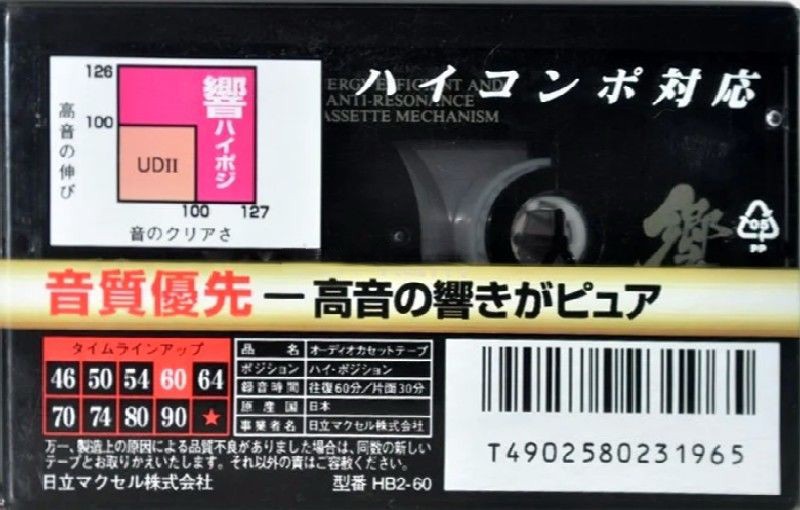 ハイコンポ対応
ERGY EFFICIENT AND
ANTI-RESONANCE
ASSETTE MECHANISM
126
100
高音の伸び
響
ハイポジ
UDII
100 127
音のクリアさ
響
PP
音質優先ー高音の響きがピュア
タイムラインアップ
46 50 54 60 64
70 74 80 90 ★
品名 オーディオカセットテープ
ポジション ハイ・ポジション
録音時間 往復60分/片面30分
原産国 日本
事業者名 日立マクセル株式会社
万一、製造上の原因による品質不良がありました場合は、同数の新しい
テープとお取りかえいたします。それ以外の責はご容赦ください。
日立マクセル株式会社 型番 HB2-60
T4902580231965